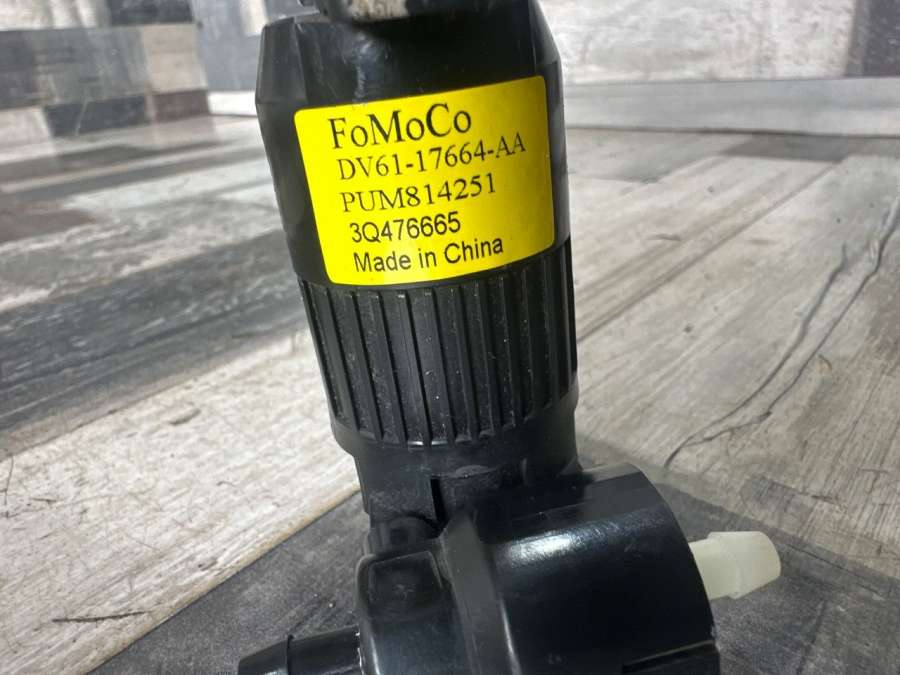 FoMoCo
DV61-17664-AA
PUM814251
3Q476665
Made in China